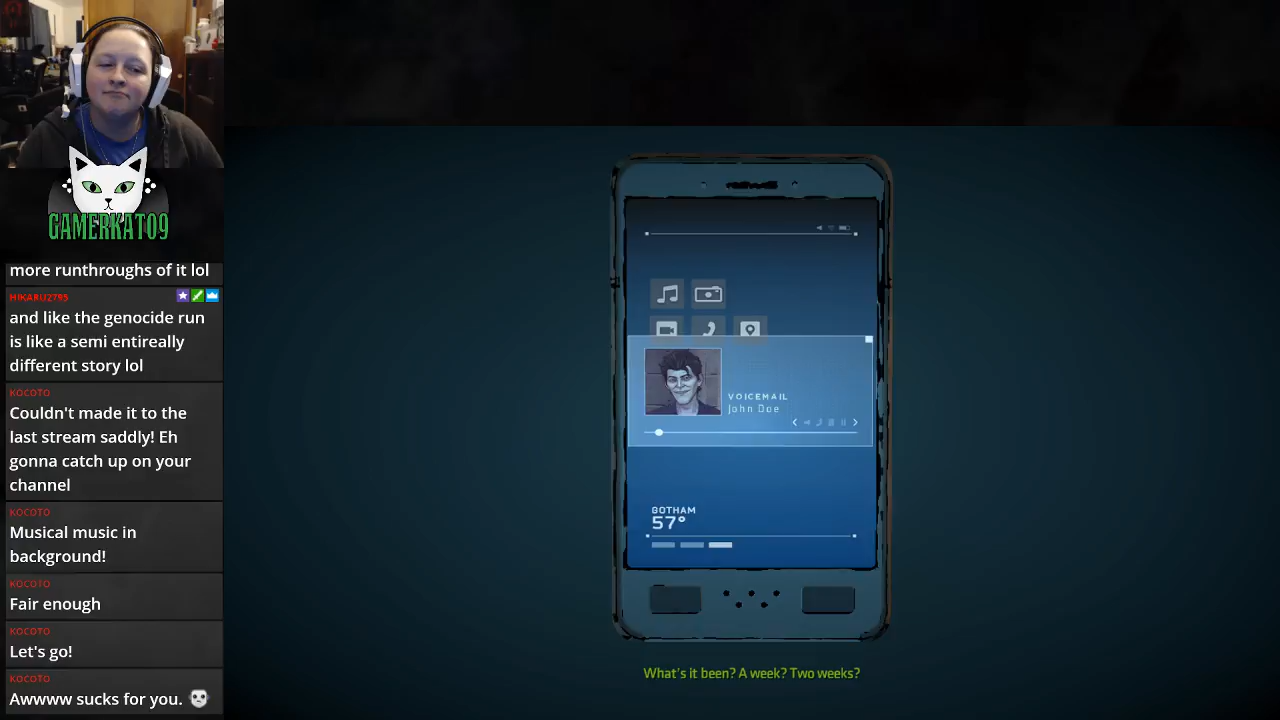 GAMERKAT09
more runthroughs of it lol
HIKARU2795
and like the genocide run
is like a semi entireally
different story lol
KOCOTO
Couldn't made it to the
last stream saddly! Eh
gonna catch up on your
channel
KOCOTO
Musical music in
background!
KOCOTO
Fair enough
KOCOTO
Let's go!
KOCOTO
Awwww sucks for you.
VOICEMAIL
John Doe
GOTHAM
57°
What's it been? A week? Two weeks?